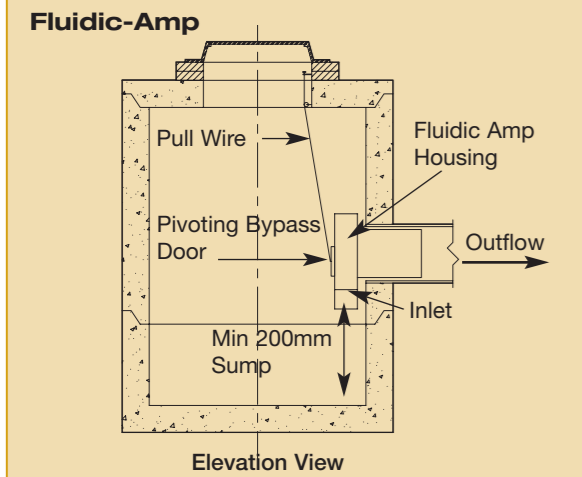 Fluidic-Amp
Pull Wire
Fluidic Amp
Housing
Pivoting Bypass
Door
Outflow
Inlet
Min 200mm
Sump
Elevation View